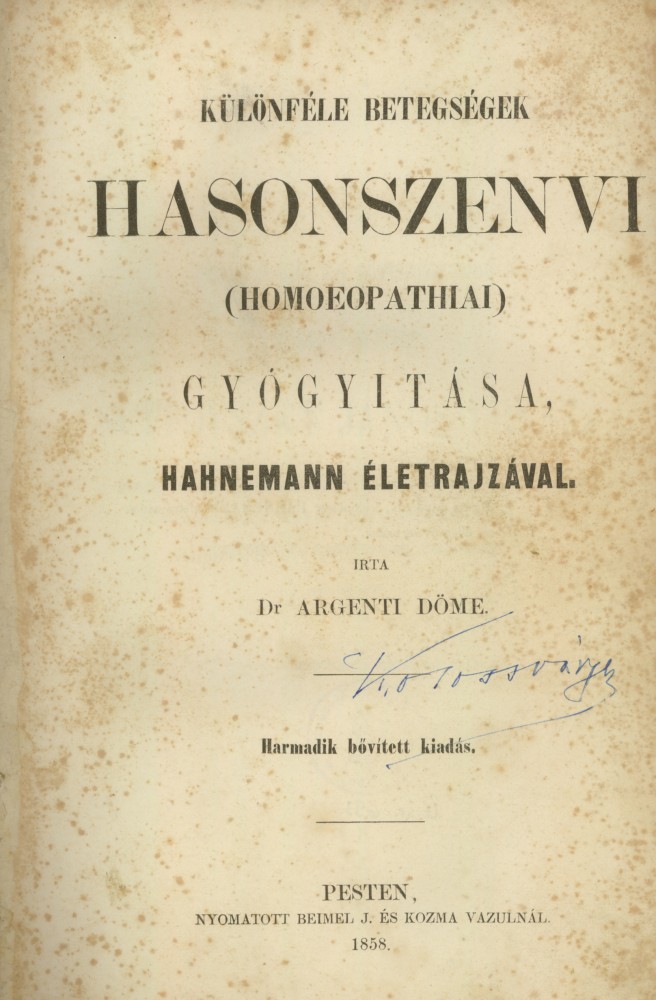 KÜLÖNFÉLE BETEGSÉGEK
HASONSZENVI
(HOMOEOPATHIAI)
GYÓGYITÁSA,
HAHNEMANN ÉLETRAJZÁVAL.
IRTA
Dr ARGENTI DÖME.
Harmadik bővített kiadás.
PESTEN,
NYOMATOTT BEIMEL J. ÉS KOZMA VAZULNÁL.
1858.